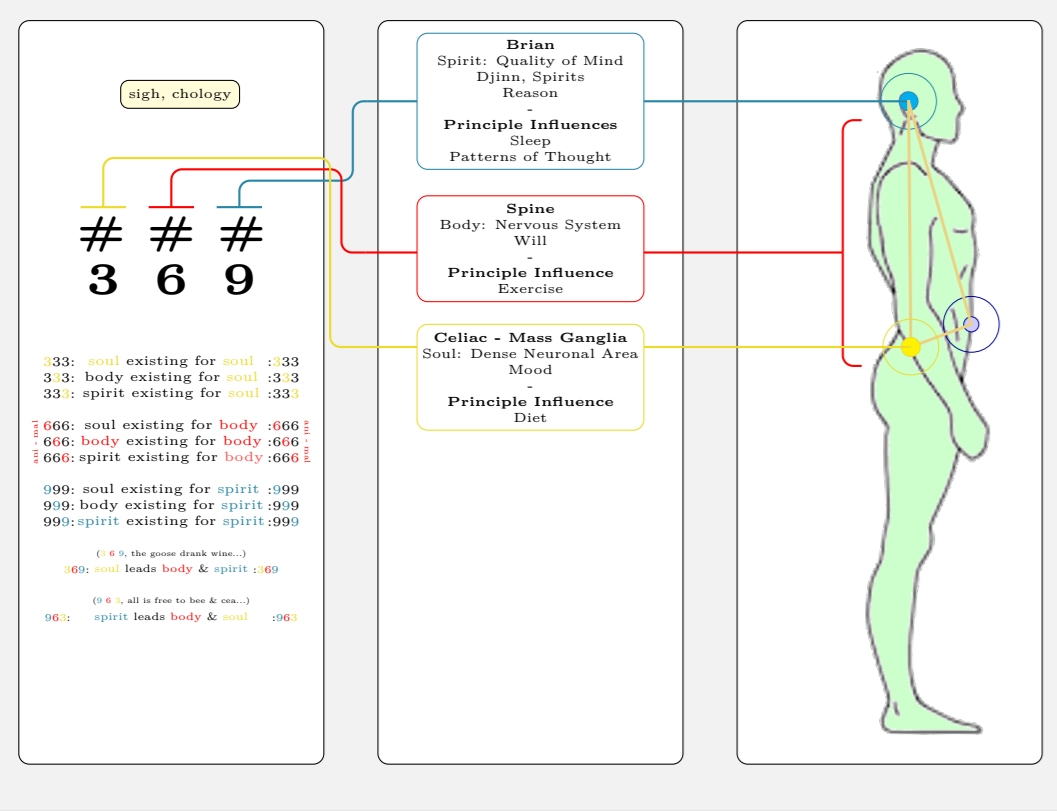 sigh, chology
# # #
3 6 9
333: soul existing for soul :333
333: body existing for soul :333
333: spirit existing for soul :333
ani - mal
666: soul existing for body :666
666: body existing for body :666
666: spirit existing for body :666
ani - mal
999: soul existing for spirit :999
999: body existing for spirit :999
999: spirit existing for spirit :999
(3 6 9, the goose drank wine...)
369: soul leads body & spirit :369
(9 6 3, all is free to bee & cea...)
963: spirit leads body & soul :963
Brian
Spirit: Quality of Mind
Djinn, Spirits
Reason
-
Principle Influences
Sleep
Patterns of Thought
Spine
Body: Nervous System
Will
-
Principle Influence
Exercise
Celiac - Mass Ganglia
Soul: Dense Neuronal Area
Mood
-
Principle Influence
Diet